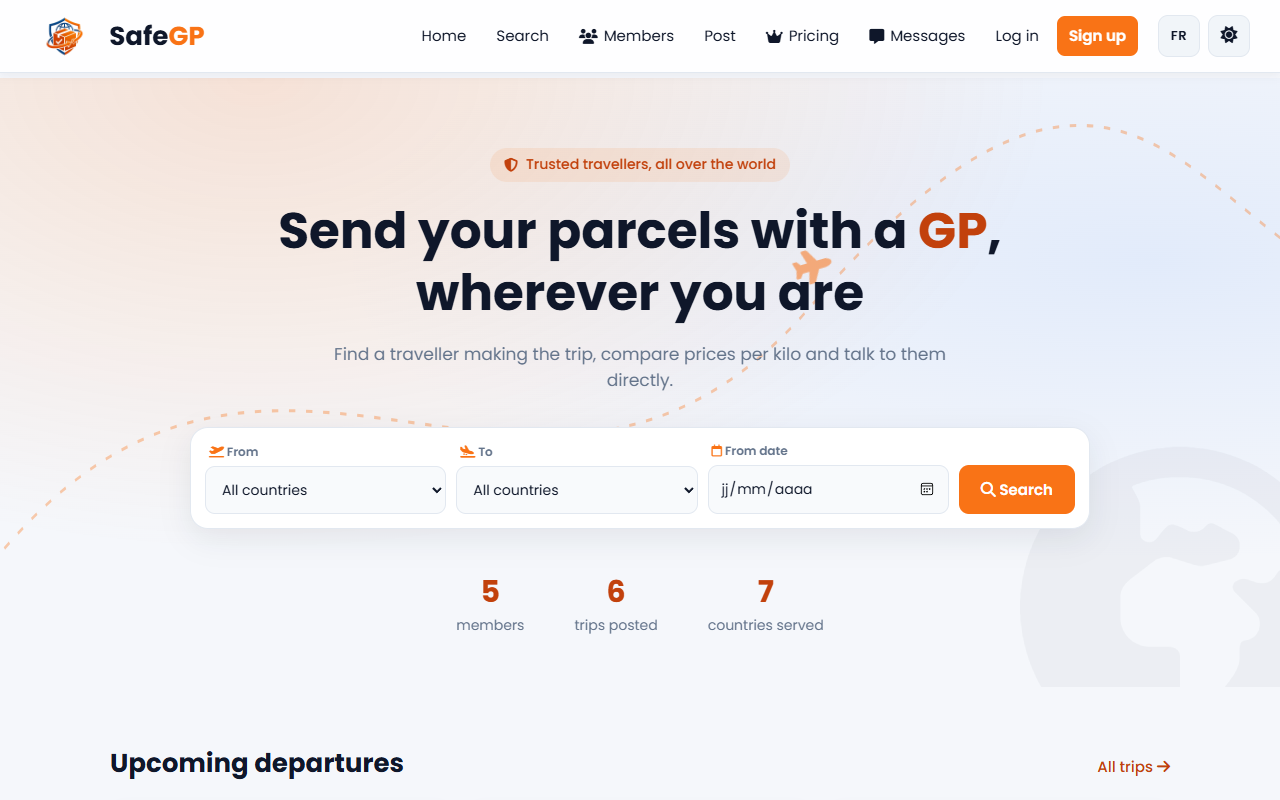 SafeGP
Home
Search
Members
Post
Pricing
Messages
Log in
Sign up
FR
Trusted travellers, all over the world
Send your parcels with a GP,
wherever you are
Find a traveller making the trip, compare prices per kilo and talk to them
directly.
From
To
From date
All countries
All countries
jj/mm/aaaa
Search
5
6
7
members
trips posted
countries served
Upcoming departures
All trips